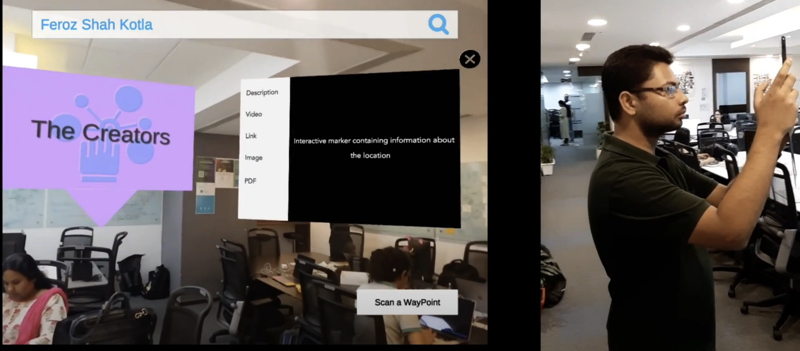 Feroz Shah Kotla
The Creators
Description
Video
Link
Image
PDF
Interactive marker containing information about
the location
Scan a WayPoint